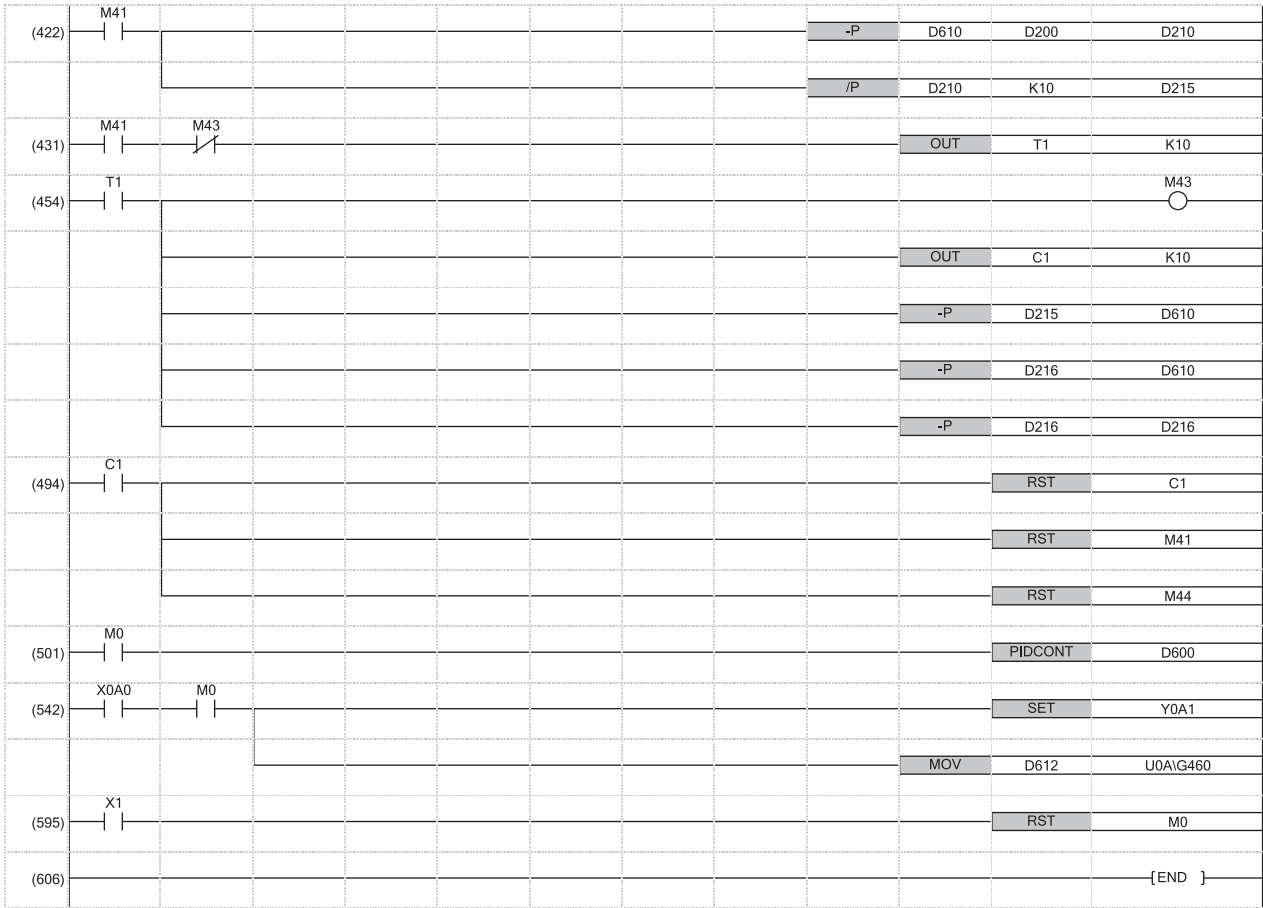 M41
(422) -P D610 D200 D210
/P D210 K10 D215
M41 M43
(431) OUT T1 K10
T1 M43
(454)
OUT C1 K10
-P D215 D610
-P D216 D610
-P D216 D216
C1
(494) RST C1
RST M41
RST M44
M0
(501) PIDCONT D600
X0A0 M0
(542) SET Y0A1
MOV D612 U0A\G460
X1
(595) RST M0
(606) [END ]